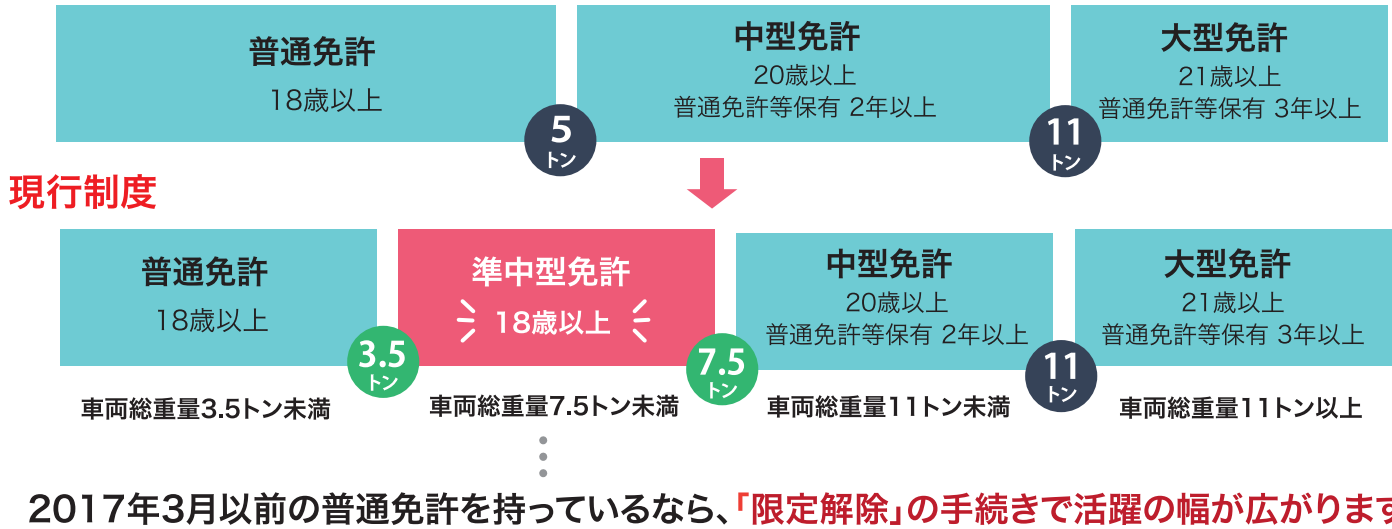 普通免許
18歳以上
中型免許
20歳以上
普通免許等保有 2年以上
大型免許
21歳以上
普通免許等保有 3年以上
5
トン
11
トン
現行制度
普通免許
18歳以上
準中型免許
18歳以上
中型免許
20歳以上
普通免許等保有 2年以上
大型免許
21歳以上
普通免許等保有 3年以上
3.5
トン
7.5
トン
11
トン
車両総重量3.5トン未満
車両総重量7.5トン未満
車両総重量11トン未満
車両総重量11トン以上
2017年3月以前の普通免許を持っているなら、「限定解除」の手続きで活躍の幅が広がります